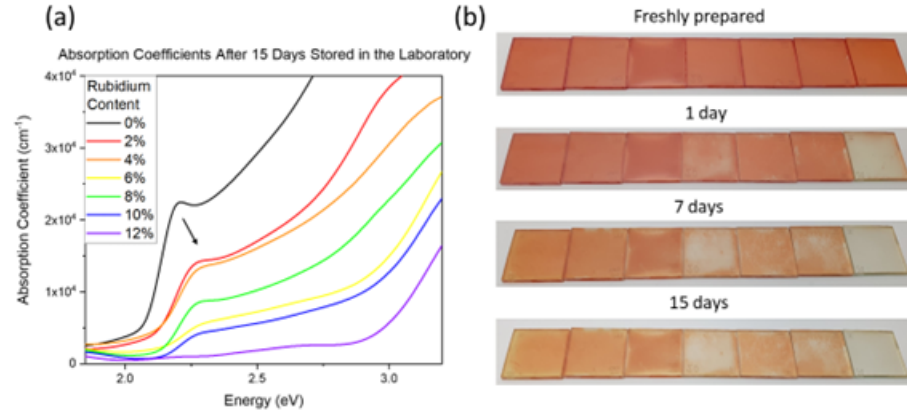 (a)
Absorption Coefficients After 15 Days Stored in the Laboratory
Absorption Coefficient (cm⁻¹)
4x10⁴
3x10⁴
2x10⁴
1x10⁴
0
Rubidium
Content
0%
2%
4%
6%
8%
10%
12%
2.0
2.5
3.0
Energy (eV)
(b)
Freshly prepared
1 day
7 days
15 days